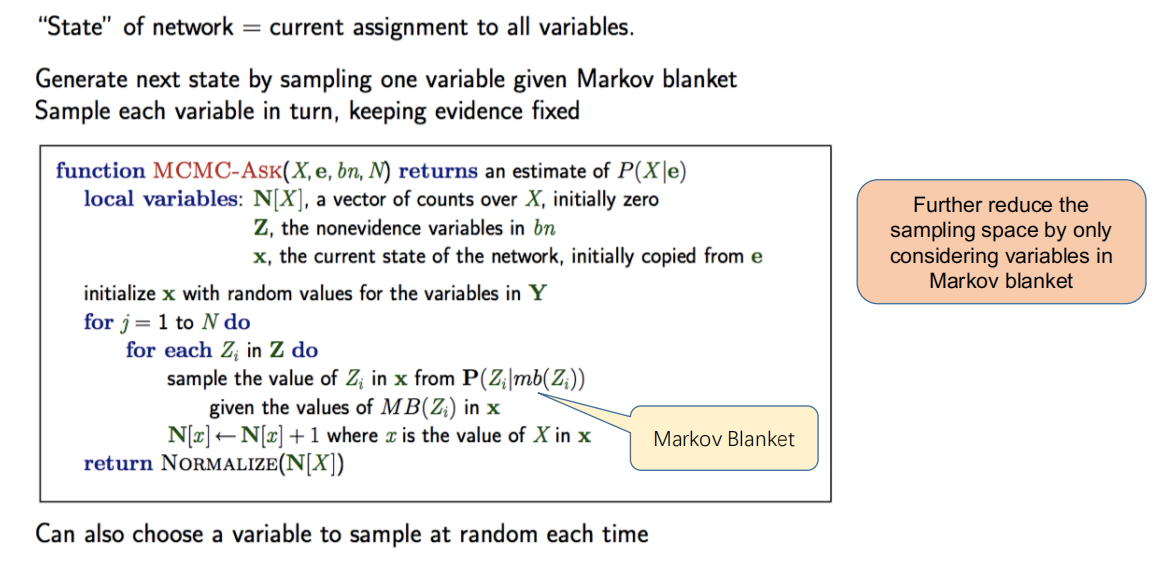 “State” of network = current assignment to all variables.
Generate next state by sampling one variable given Markov blanket
Sample each variable in turn, keeping evidence fixed
function MCMC-Ask(X, e, bn, N) returns an estimate of P(X|e)
local variables: N[X], a vector of counts over X, initially zero
Z, the nonevidence variables in bn
x, the current state of the network, initially copied from e
initialize x with random values for the variables in Y
for j = 1 to N do
for each Zᵢ in Z do
sample the value of Zᵢ in x from P(Zᵢ|mb(Zᵢ))
given the values of MB(Zᵢ) in x
N[x] ← N[x] + 1 where x is the value of X in x
return Normalize(N[X])
Markov Blanket
Further reduce the
sampling space by only
considering variables in
Markov blanket
Can also choose a variable to sample at random each time